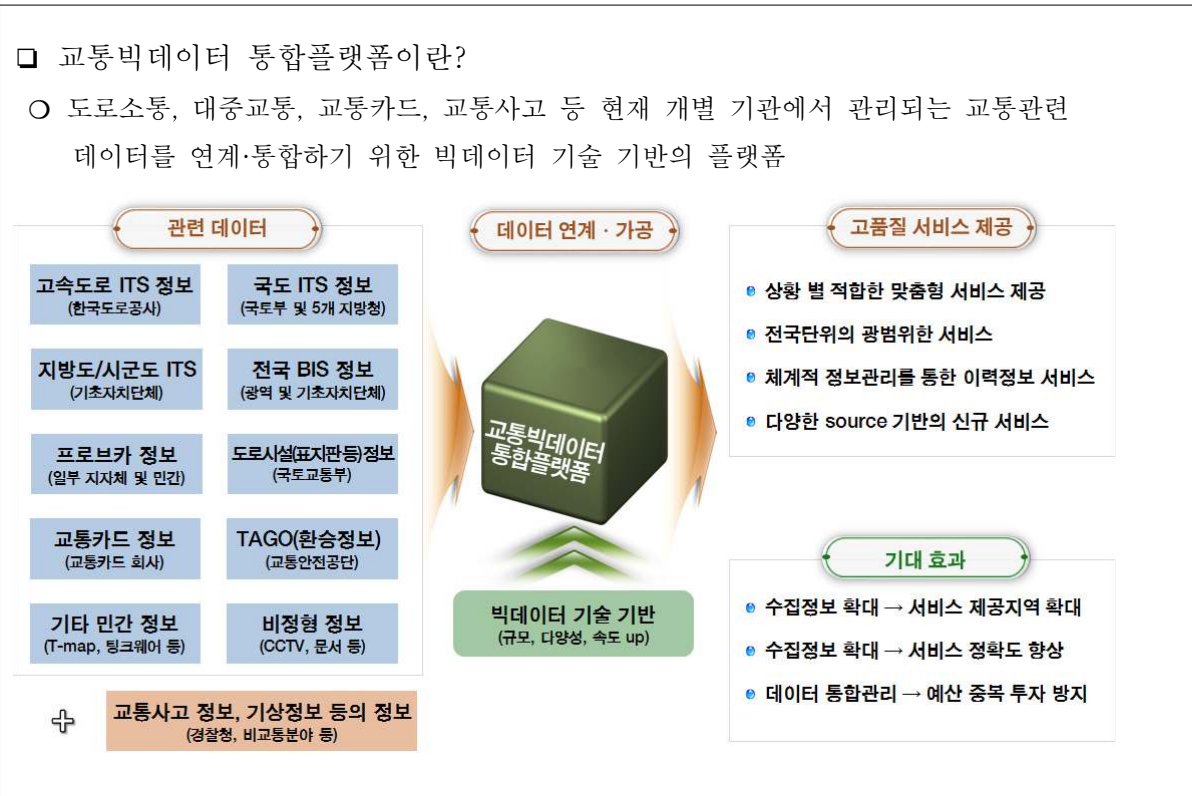 ❏ 교통빅데이터 통합플랫폼이란?
❍ 도로소통, 대중교통, 교통카드, 교통사고 등 현재 개별 기관에서 관리되는 교통관련
데이터를 연계·통합하기 위한 빅데이터 기술 기반의 플랫폼
관련 데이터
고속도로 ITS 정보
(한국도로공사)
국도 ITS 정보
(국토부 및 5개 지방청)
지방도/시군도 ITS
(기초자치단체)
전국 BIS 정보
(광역 및 기초자치단체)
프로브카 정보
(일부 지자체 및 민간)
도로시설(표지판등)정보
(국토교통부)
교통카드 정보
(교통카드 회사)
TAGO(환승정보)
(교통안전공단)
기타 민간 정보
(T-map, 팅크웨어 등)
비정형 정보
(CCTV, 문서 등)
교통사고 정보, 기상정보 등의 정보
(경찰청, 비교통분야 등)
데이터 연계 · 가공
교통빅데이터
통합플랫폼
빅데이터 기술 기반
(규모, 다양성, 속도 up)
고품질 서비스 제공
상황 별 적합한 맞춤형 서비스 제공
전국단위의 광범위한 서비스
체계적 정보관리를 통한 이력정보 서비스
다양한 source 기반의 신규 서비스
기대 효과
수집정보 확대 → 서비스 제공지역 확대
수집정보 확대 → 서비스 정확도 향상
데이터 통합관리 → 예산 중복 투자 방지